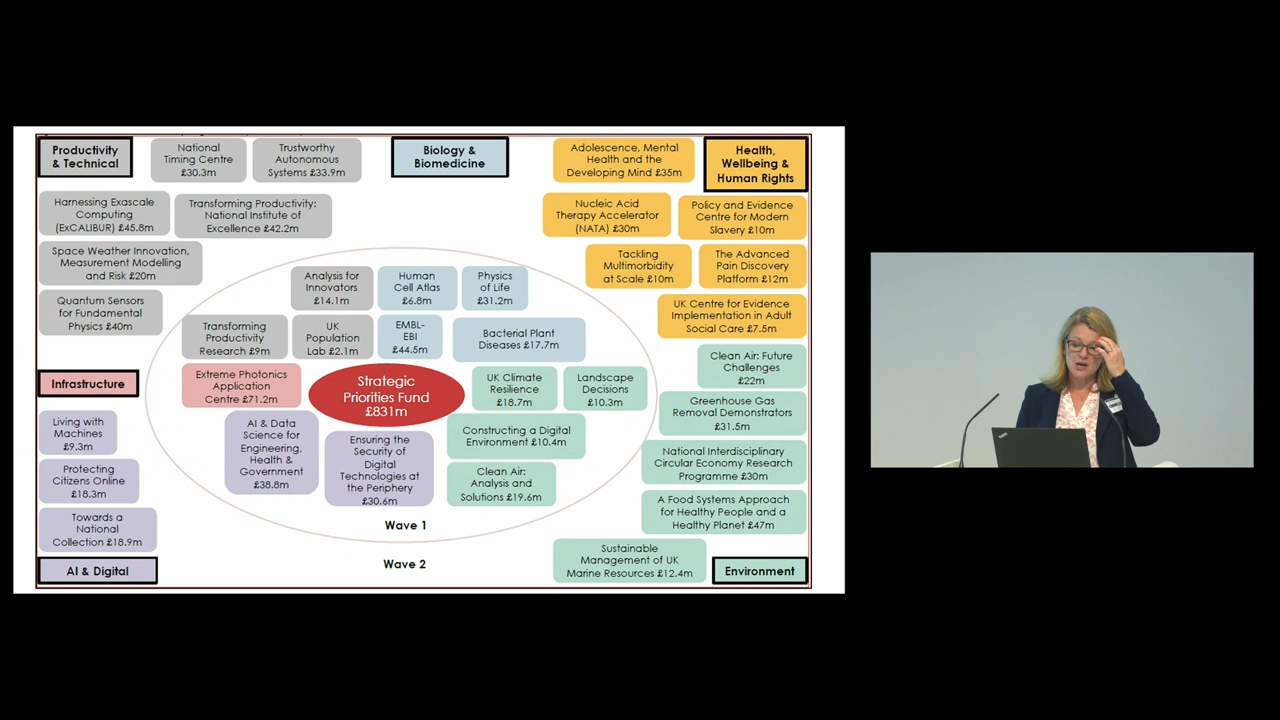 Productivity
& Technical
National
Timing Centre
£30.3m
Trustworthy
Autonomous
Systems £33.9m
Biology &
Biomedicine
Adolescence, Mental
Health and the
Developing Mind £35m
Health,
Wellbeing &
Human Rights
Harnessing Exascale
Computing
(ExCALIBUR) £45.8m
Transforming Productivity:
National Institute of
Excellence £42.2m
Nucleic Acid
Therapy Accelerator
(NATA) £30m
Policy and Evidence
Centre for Modern
Slavery £10m
Space Weather Innovation,
Measurement Modelling
and Risk £20m
Tackling
Multimorbidity
at Scale £10m
The Advanced
Pain Discovery
Platform £12m
Quantum Sensors
for Fundamental
Physics £40m
Analysis for
Innovators
£14.1m
Human
Cell Atlas
£6.8m
Physics
of Life
£31.2m
UK Centre for Evidence
Implementation in Adult
Social Care £7.5m
Transforming
Productivity
Research £9m
UK
Population
Lab £2.1m
EMBL-
EBI
£44.5m
Bacterial Plant
Diseases £17.7m
Clean Air: Future
Challenges
£22m
Infrastructure
Extreme Photonics
Application
Centre £71.2m
Strategic
Priorities Fund
£831m
UK Climate
Resilience
£18.7m
Landscape
Decisions
£10.3m
Greenhouse Gas
Removal Demonstrators
£31.5m
Living with
Machines
£9.3m
AI & Data
Science for
Engineering,
Health &
Government
£38.8m
Ensuring the
Security of
Digital
Technologies at
the Periphery
£30.6m
Constructing a Digital
Environment £10.4m
National Interdisciplinary
Circular Economy Research
Programme £30m
Protecting
Citizens Online
£18.3m
Clean Air:
Analysis and
Solutions £19.6m
A Food Systems Approach
for Healthy People and a
Healthy Planet £47m
Towards a
National
Collection £18.9m
Wave 1
AI & Digital
Wave 2
Sustainable
Management of UK
Marine Resources £12.4m
Environment